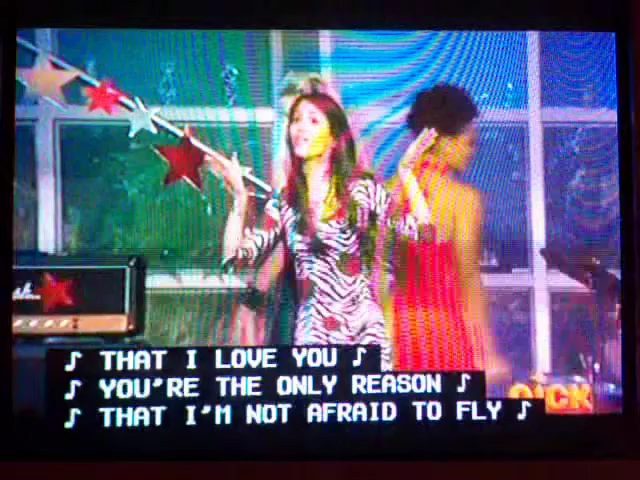 ♪ THAT I LOVE YOU ♪
♪ YOU'RE THE ONLY REASON ♪
♪ THAT I'M NOT AFRAID TO FLY ♪
NICK